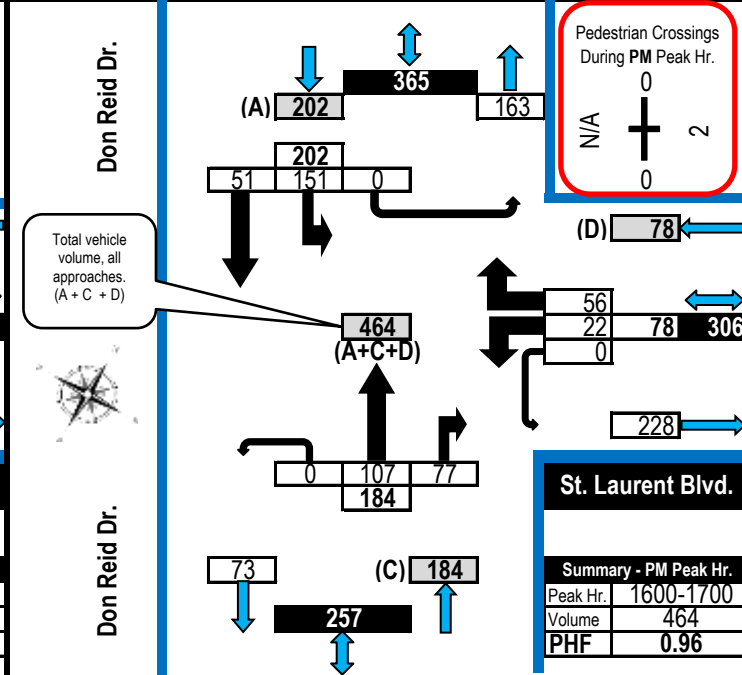 Don Reid Dr.
365
(A) 202
163
202
51 151 0
Pedestrian Crossings
During PM Peak Hr.
0
N/A
2
0
(D) 78
Total vehicle
volume, all
approaches.
(A + C + D)
464
(A+C+D)
56
22 78 306
0
228
0 107 77
184
Don Reid Dr.
73
(C) 184
257
St. Laurent Blvd.
Summary - PM Peak Hr.
Peak Hr. 1600-1700
Volume 464
PHF 0.96